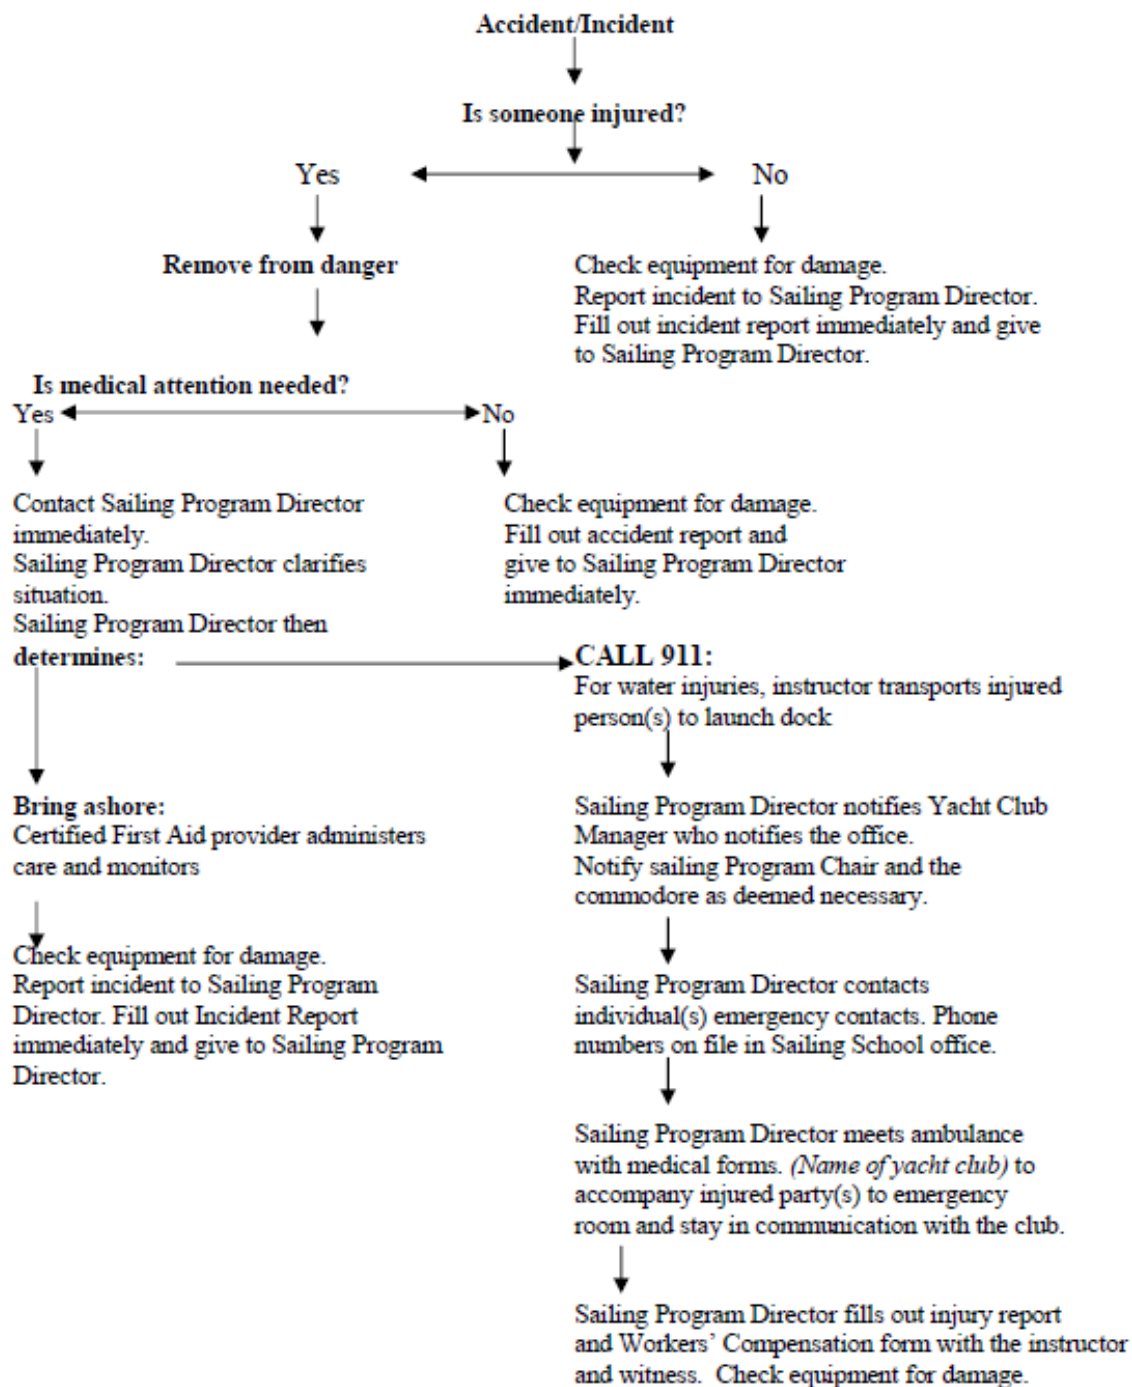 Accident/Incident
Is someone injured?
Yes
No
Remove from danger
Check equipment for damage.
Report incident to Sailing Program Director.
Fill out incident report immediately and give
to Sailing Program Director.
Is medical attention needed?
Yes
No
Contact Sailing Program Director
immediately.
Sailing Program Director clarifies
situation.
Sailing Program Director then
determines:
Check equipment for damage.
Fill out accident report and
give to Sailing Program Director
immediately.
CALL 911:
For water injuries, instructor transports injured
person(s) to launch dock
Bring ashore:
Certified First Aid provider administers
care and monitors
Sailing Program Director notifies Yacht Club
Manager who notifies the office.
Notify sailing Program Chair and the
commodore as deemed necessary.
Check equipment for damage.
Report incident to Sailing Program
Director. Fill out Incident Report
immediately and give to Sailing Program
Director.
Sailing Program Director contacts
individual(s) emergency contacts. Phone
numbers on file in Sailing School office.
Sailing Program Director meets ambulance
with medical forms. (Name of yacht club) to
accompany injured party(s) to emergency
room and stay in communication with the club.
Sailing Program Director fills out injury report
and Workers’ Compensation form with the instructor
and witness. Check equipment for damage.